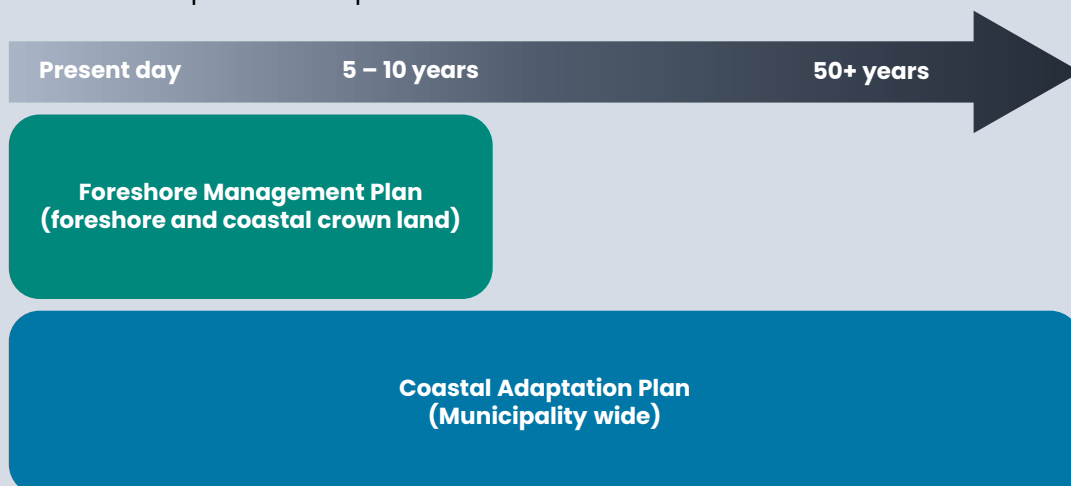 Present day 5 – 10 years 50+ years
Foreshore Management Plan
(foreshore and coastal crown land)
Coastal Adaptation Plan
(Municipality wide)